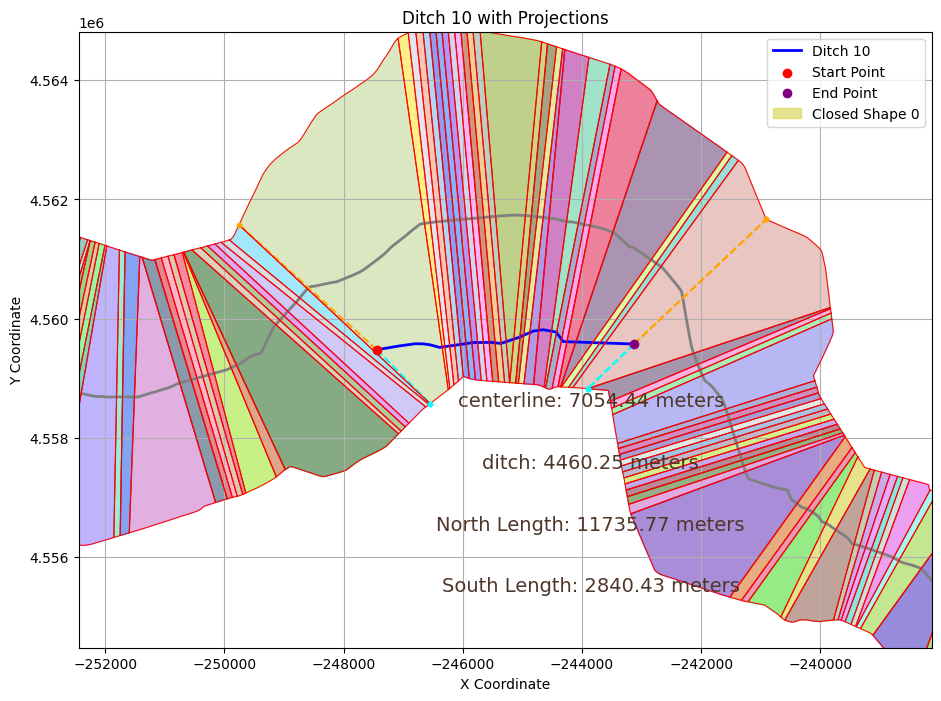 Ditch 10 with Projections
1e6
Ditch 10
Start Point
End Point
Closed Shape 0
4.564
4.562
4.560
4.558
4.556
Y Coordinate
centerline: 7054.44 meters
ditch: 4460.25 meters
North Length: 11735.77 meters
South Length: 2840.43 meters
−252000
−250000
−248000
−246000
−244000
−242000
−240000
X Coordinate